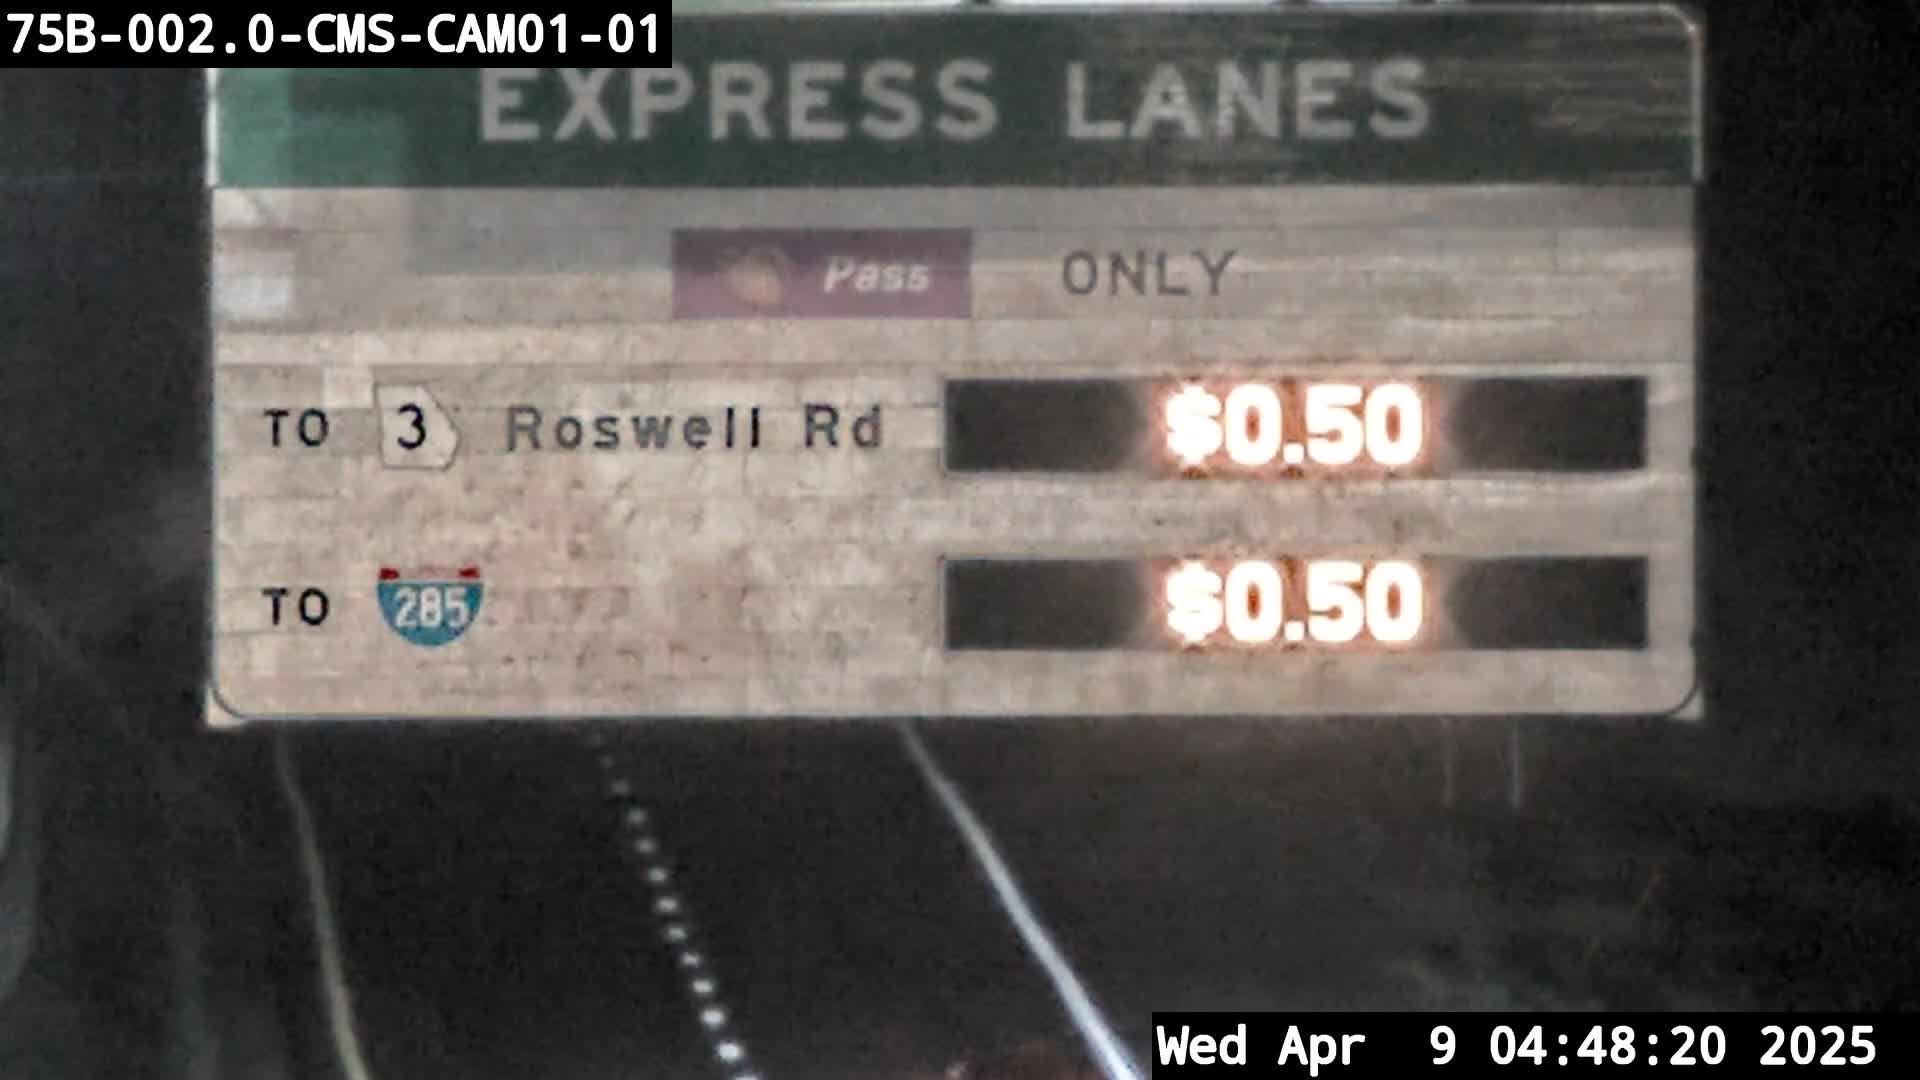 75B-002.0-CMS-CAM01-01
EXPRESS LANES
Pass ONLY
TO 3 Roswell Rd $0.50
TO 285 $0.50
Wed Apr 9 04:48:20 2025